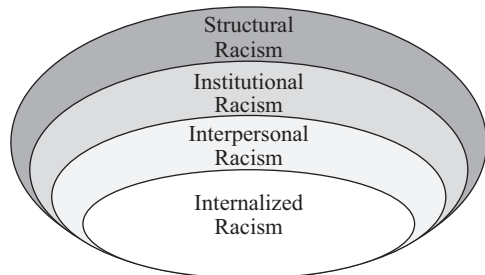 Structural
Racism
Institutional
Racism
Interpersonal
Racism
Internalized
Racism